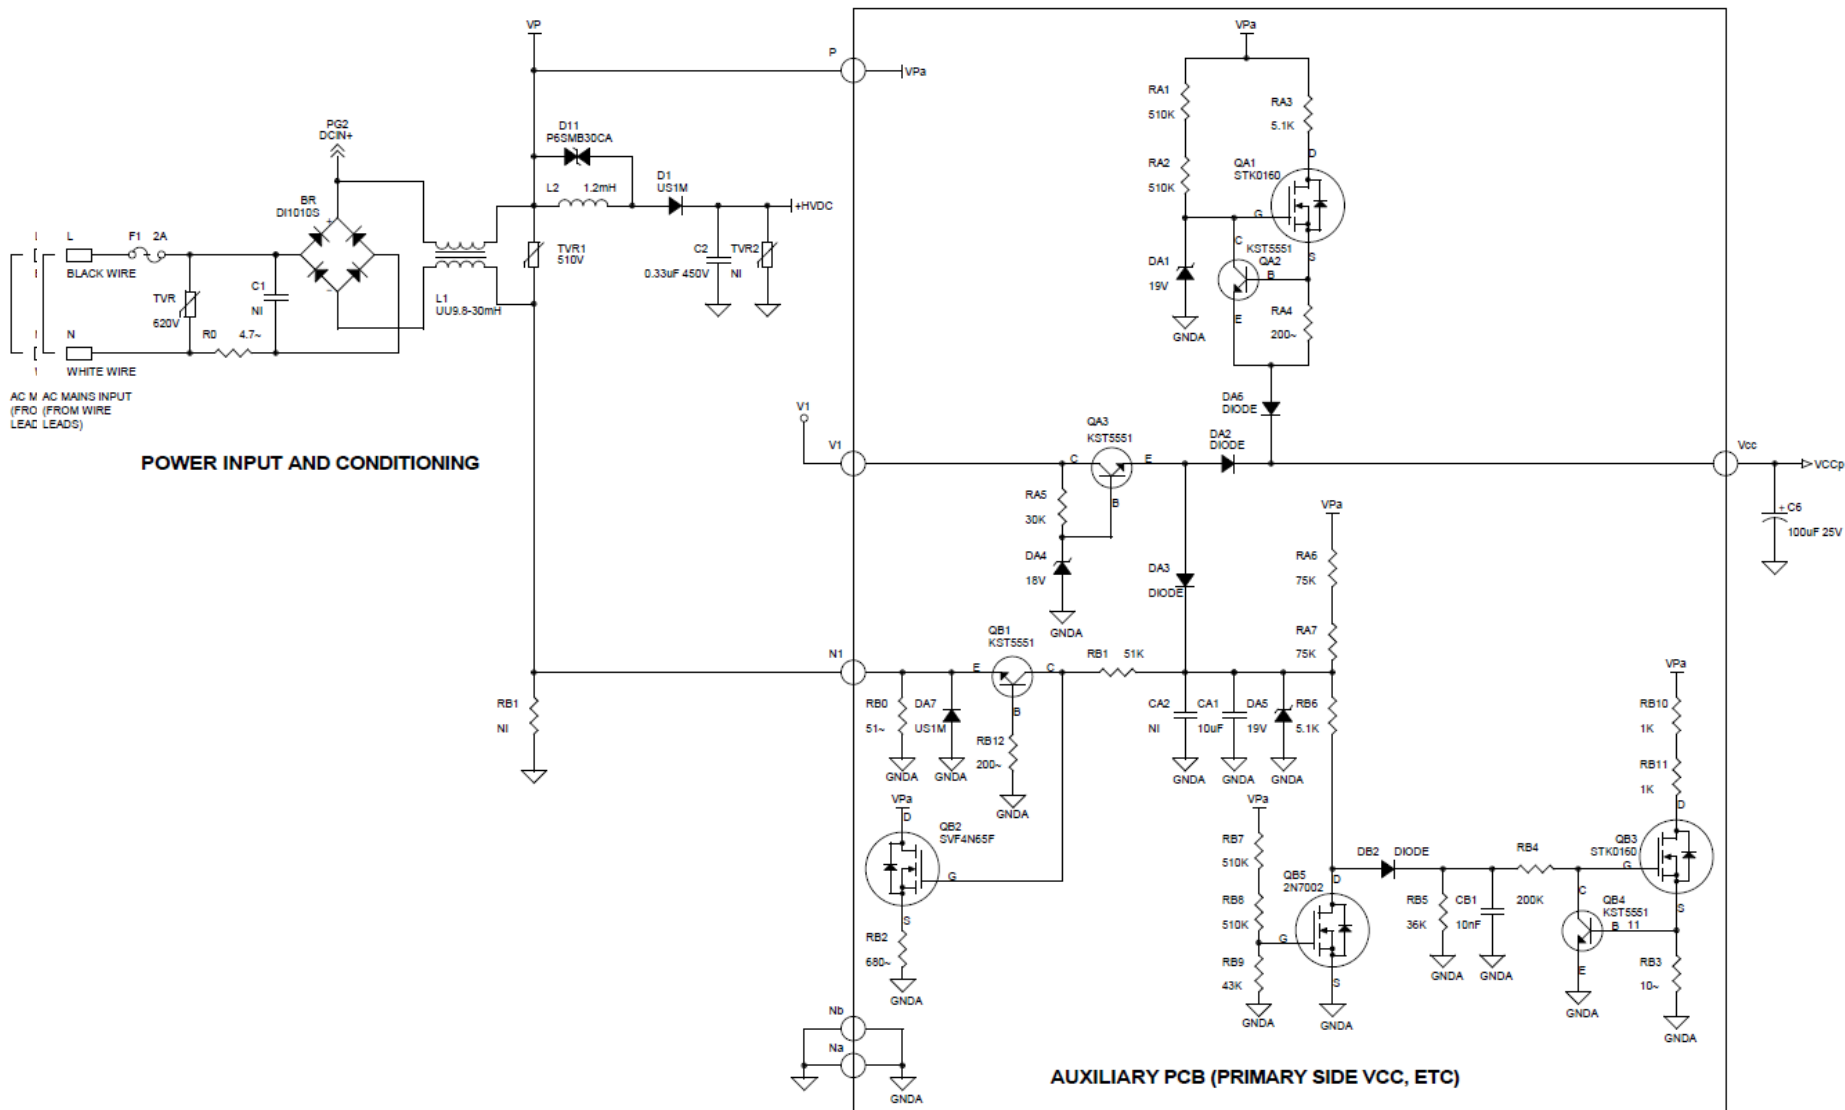 VP
P
VPa
VPa
RA1
510K
RA3
5.1K
PG2
DCIN+
D11
P6SMB30CA
RA2
510K
D
QA1
STK0160
BR
DI1010S
L2 1.2mH
D1
US1M
+HVDC
G
L
F1 2A
BLACK WIRE
TVR1
510V
C2
TVR2
0.33uF 450V
NI
C
KST5551
QA2
S
DA1
19V
B
TVR
620V
C1
NI
L1
UU9.8-30mH
E
RA4
200~
N
R0 4.7~
WHITE WIRE
GNDA
AC M AC MAINS INPUT
(FRO (FROM WIRE
LEAD LEADS)
V1
DA6
DIODE
QA3
KST5551
POWER INPUT AND CONDITIONING
V1
C
E
DA2
DIODE
Vcc
VCCp
RA5
30K
B
VPa
C6
+
100uF 25V
DA4
18V
DA3
DIODE
RA6
75K
GNDA
QB1
KST5551
RA7
75K
N1
E
C
RB1 51K
VPa
RB1
NI
RB0
51~
DA7
US1M
B
RB12
200~
CA2
NI
CA1
10uF
DA5
19V
RB6
5.1K
RB10
1K
RB11
1K
GNDA
GNDA
GNDA
GNDA
GNDA
GNDA
VPa
D
QB2
SVF4N65F
VPa
D
G
RB7
510K
QB5
2N7002
D
DB2 DIODE
RB4
200K
QB3
STK0160
G
RB8
510K
G
RB5
36K
CB1
10nF
C
QB4
KST5551
B 11
S
S
RB2
680~
RB9
43K
S
E
RB3
10~
GNDA
GNDA
GNDA
GNDA
GNDA
GNDA
GNDA
Nb
Na
GNDA
AUXILIARY PCB (PRIMARY SIDE VCC, ETC)